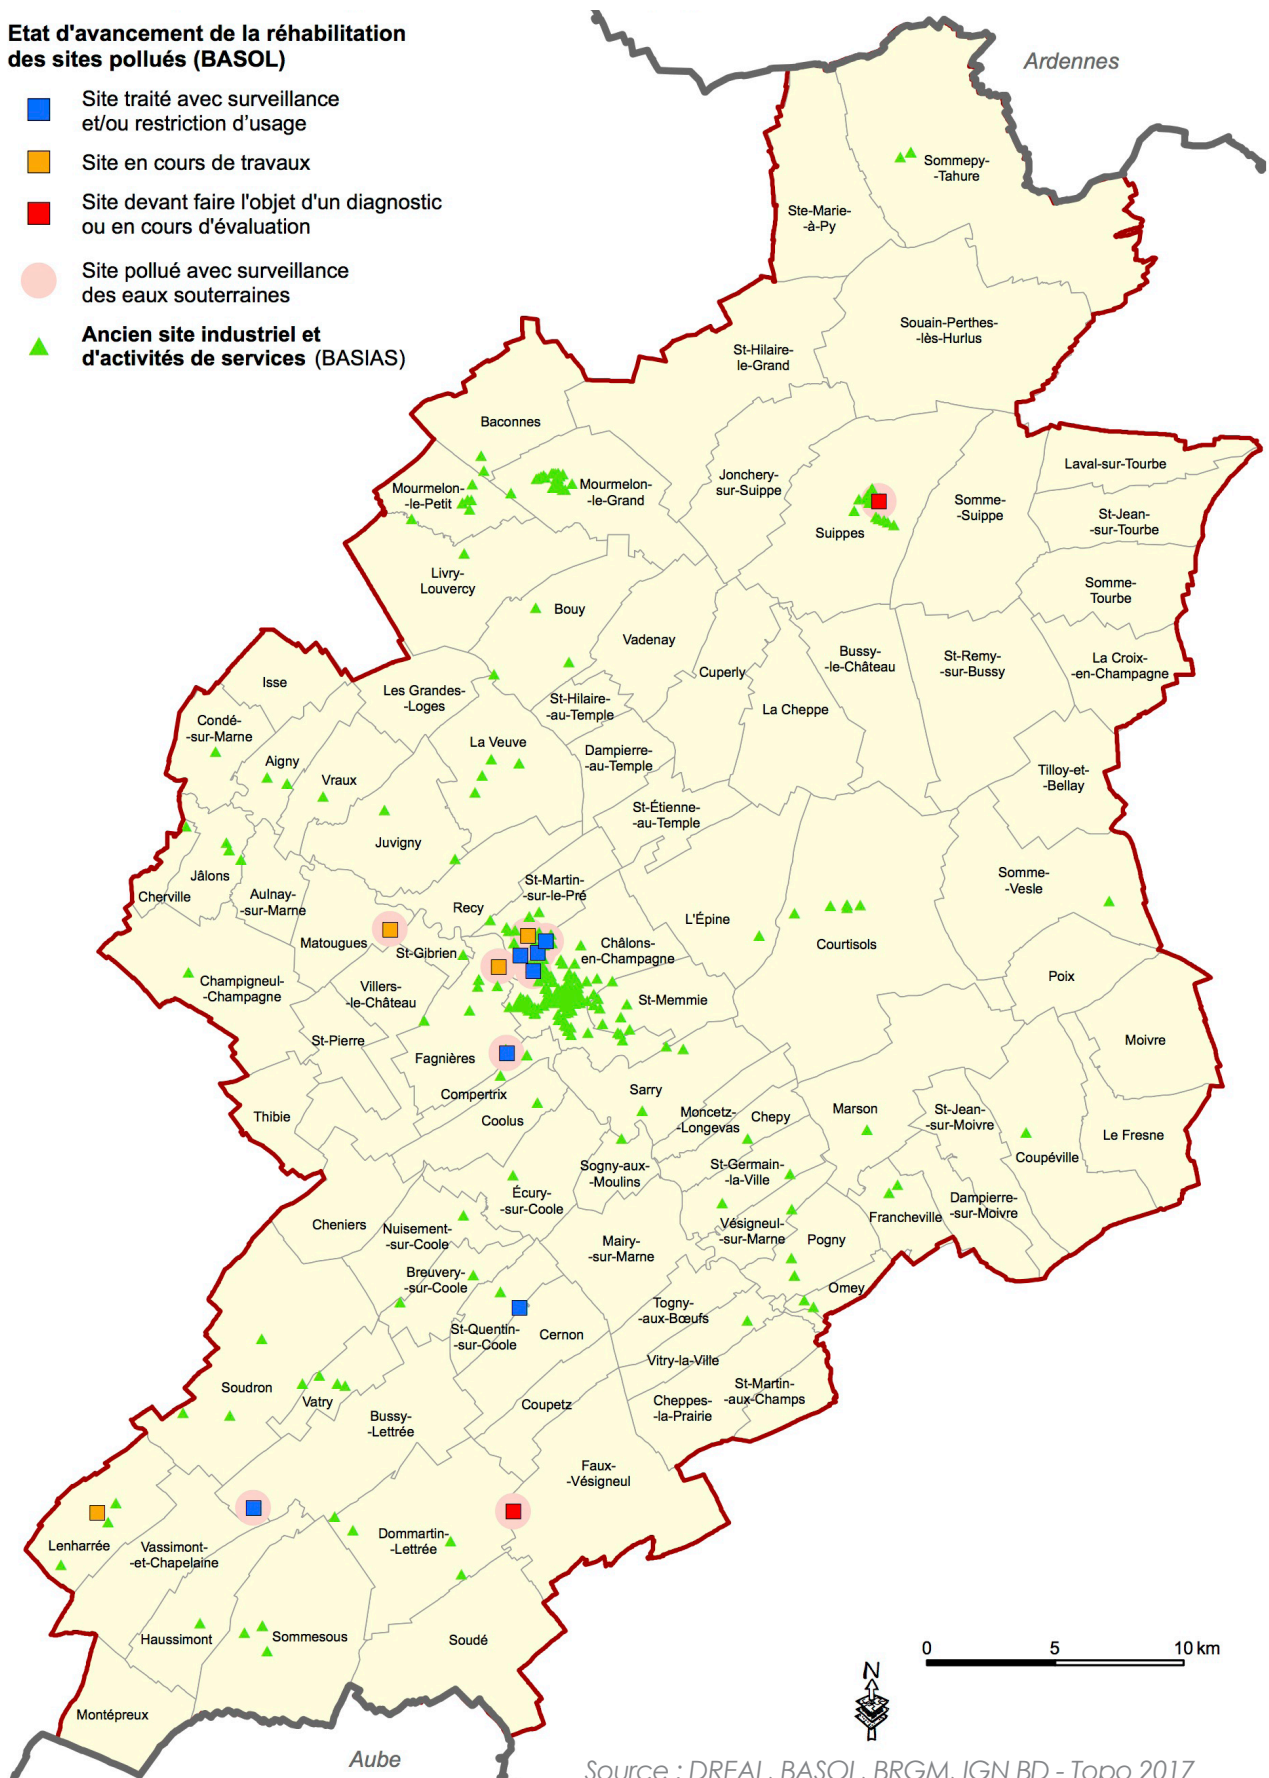 Etat d'avancement de la réhabilitation
des sites pollués (BASOL)
Site traité avec surveillance
et/ou restriction d'usage
Site en cours de travaux
Site devant faire l'objet d'un diagnostic
ou en cours d'évaluation
Site pollué avec surveillance
des eaux souterraines
Ancien site industriel et
d'activités de services (BASIAS)
Ardennes
Sommepy-
-Tahure
Ste-Marie-
-à-Py
Souain-Perthes-
-lès-Hurlus
St-Hilaire-
le-Grand
Baconnes
Mourmelon-
-le-Petit
Mourmelon-
-le-Grand
Jonchery-
sur-Suippe
Suippes
Somme-
-Suippe
Laval-sur-Tourbe
St-Jean-
-sur-Tourbe
Somme-
Tourbe
Livry-
Louvercy
Bouy
Vadenay
Cuperly
Bussy-
-le-Château
St-Remy-
-sur-Bussy
La Croix-
-en-Champagne
Isse
Les Grandes-
-Loges
St-Hilaire-
-au-Temple
La Cheppe
Condé-
-sur-Marne
Aigny
Vraux
La Veuve
Dampierre-
-au-Temple
Tilloy-et-
-Bellay
St-Étienne-
-au-Temple
Juvigny
Jâlons
Cherville
Aulnay-
-sur-Marne
St-Martin-
-sur-le-Pré
Recy
L'Épine
Somme-
-Vesle
Courtisols
Matougues
St-Gibrien
Châlons-
-en-Champagne
Poix
Champigneul-
-Champagne
Villers-
-le-Château
St-Memmie
St-Pierre
Fagnières
Moivre
Compertrix
Coolus
Thibie
Sarry
Moncetz-
-Longevas
Chepy
Marson
St-Jean-
-sur-Moivre
Coupéville
Le Fresne
Sogny-aux-
-Moulins
St-Germain-
-la-Ville
Écury-
-sur-Coole
Cheniers
Nuisement-
-sur-Coole
Mairy-
-sur-Marne
Vésigneul-
-sur-Marne
Pogny
Francheville
Dampierre-
-sur-Moivre
Breuvery-
-sur-Coole
Omey
St-Quentin-
-sur-Coole
Cernon
Togny-
-aux-Bœufs
Vitry-la-Ville
Soudron
Vatry
Bussy-
-Lettrée
Coupetz
Cheppes-
-la-Prairie
St-Martin-
-aux-Champs
Faux-
-Vésigneul
Lenharrée
Vassimont-
-et-Chapelaine
Dommartin-
-Lettrée
Haussimont
Sommesous
Soudé
Montépreux
Aube
0 5 10 km
N
Source : DREAL, BASOL, BRGM, IGN BD - Topo 2017